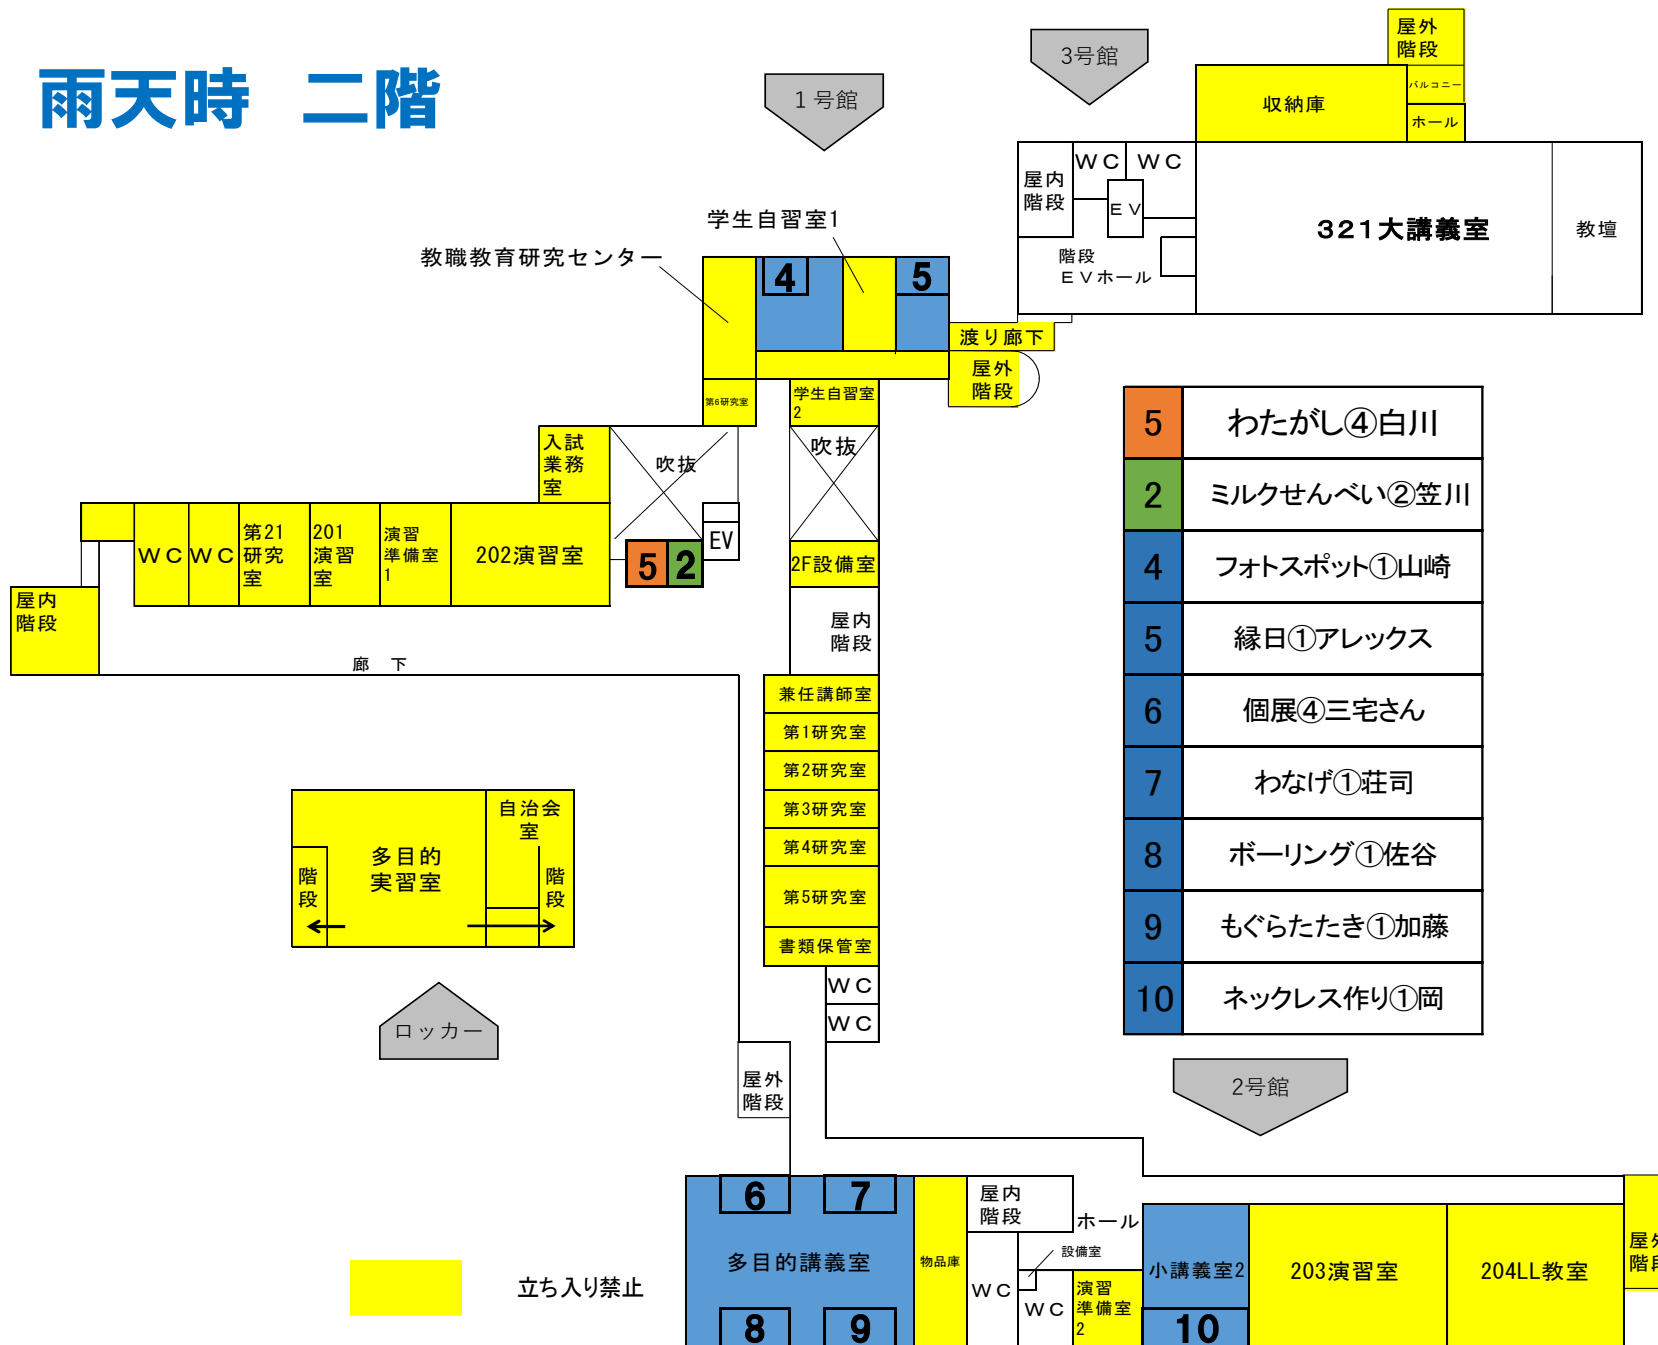 雨天時　二階
1号館
3号館
屋外
階段
バルコニー
収納庫
ホール
WC
WC
屋内
階段
EV
階段
EVホール
321大講義室
教壇
学生自習室1
教職教育研究センター
4
5
渡り廊下
屋外
階段
第6研究室
学生自習室
2
入試
業務
室
吹抜
吹抜
WC
WC
第21
研究
室
201
演習
室
演習
準備室
1
202演習室
5
2
EV
2F設備室
屋内
階段
屋内
階段
廊　下
兼任講師室
第1研究室
第2研究室
第3研究室
第4研究室
第5研究室
書類保管室
WC
WC
5 わたがし④白川
2 ミルクせんべい②笠川
4 フォトスポット①山崎
5 縁日①アレックス
6 個展④三宅さん
7 わなげ①荘司
8 ボーリング①佐谷
9 もぐらたたき①加藤
10 ネックレス作り①岡
自治会
室
多目的
実習室
階
段
階
段
ロッカー
屋外
階段
2号館
6
7
多目的講義室
8
9
物品庫
屋内
階段
ホール
設備室
WC
WC
演習
準備室
2
小講義室2
10
203演習室
204LL教室
屋外
階段
立ち入り禁止